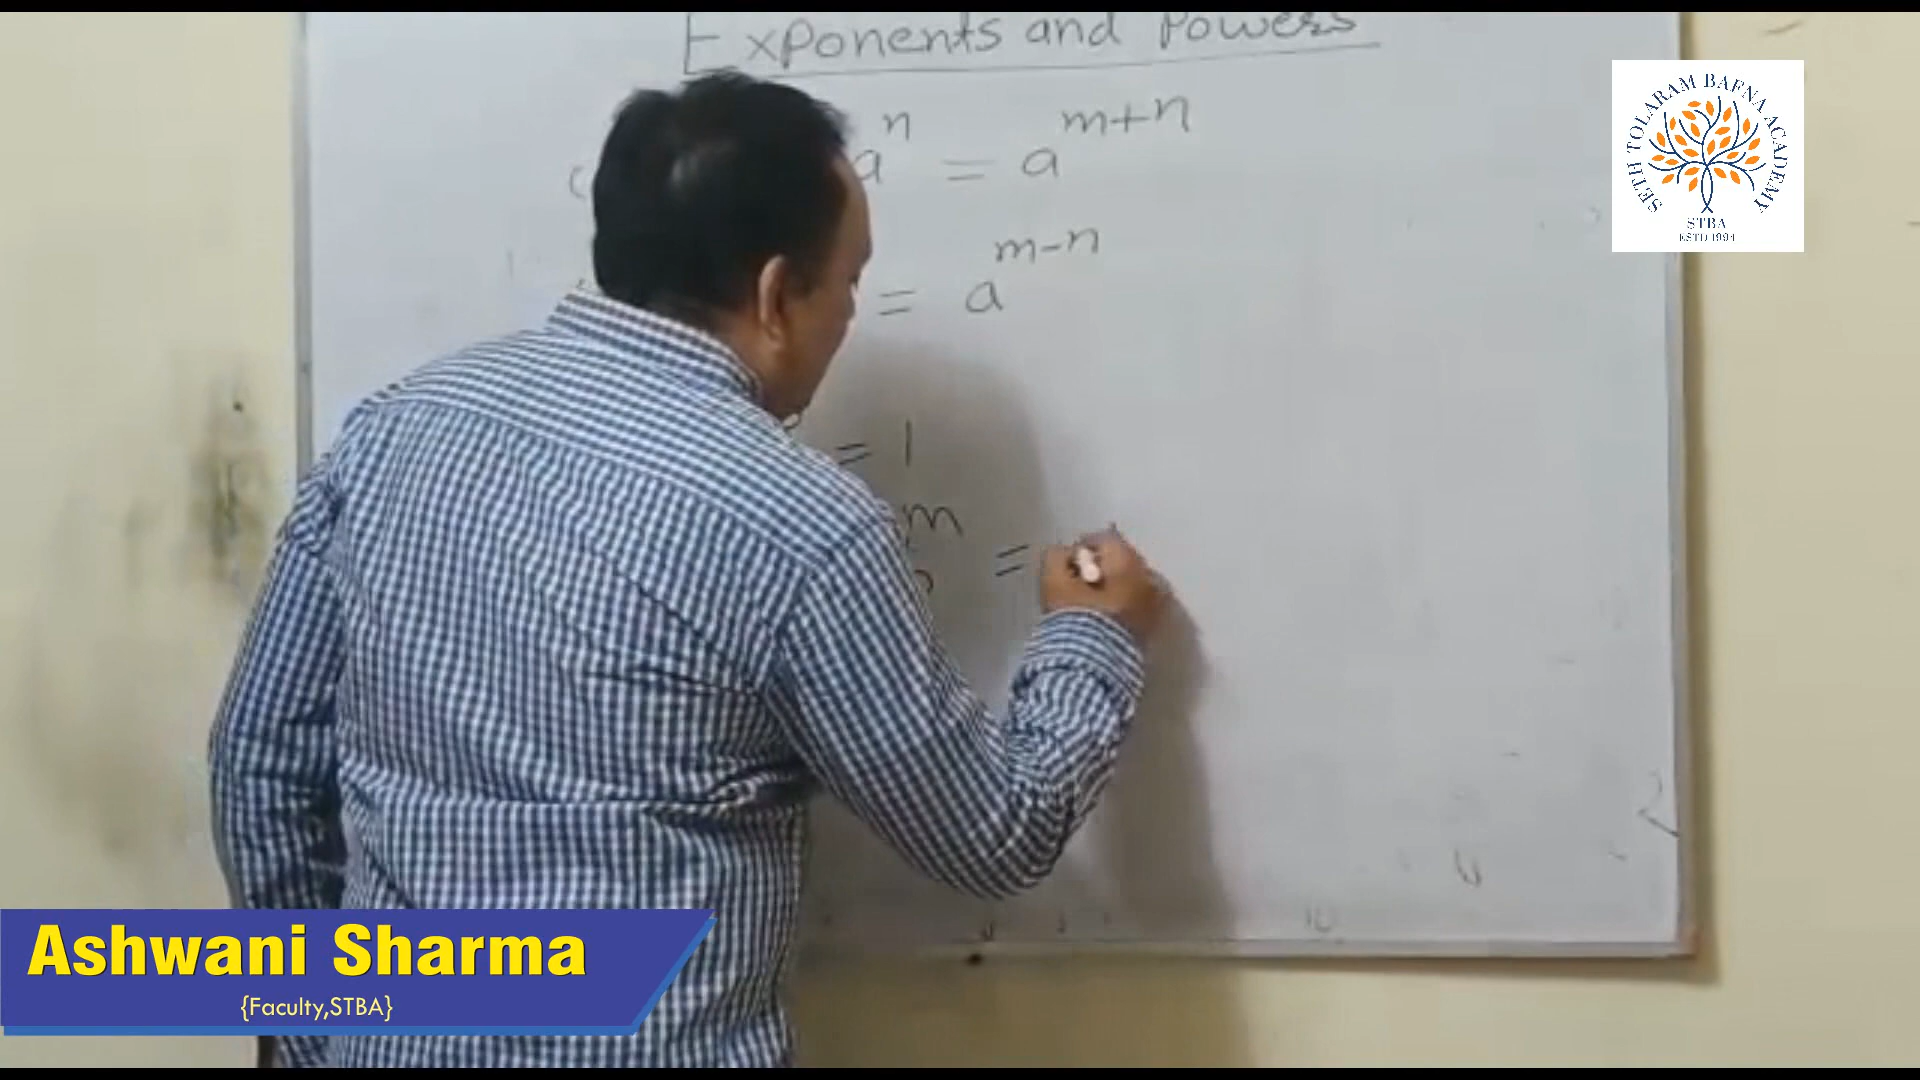 Exponents and Powers
a^n = a^{m+n}
= a^{m-n}
= 1
m
=
SETH TOLARAM BAFNA ACADEMY
STBA
ESTD 1994
Ashwani Sharma
{Faculty,STBA}